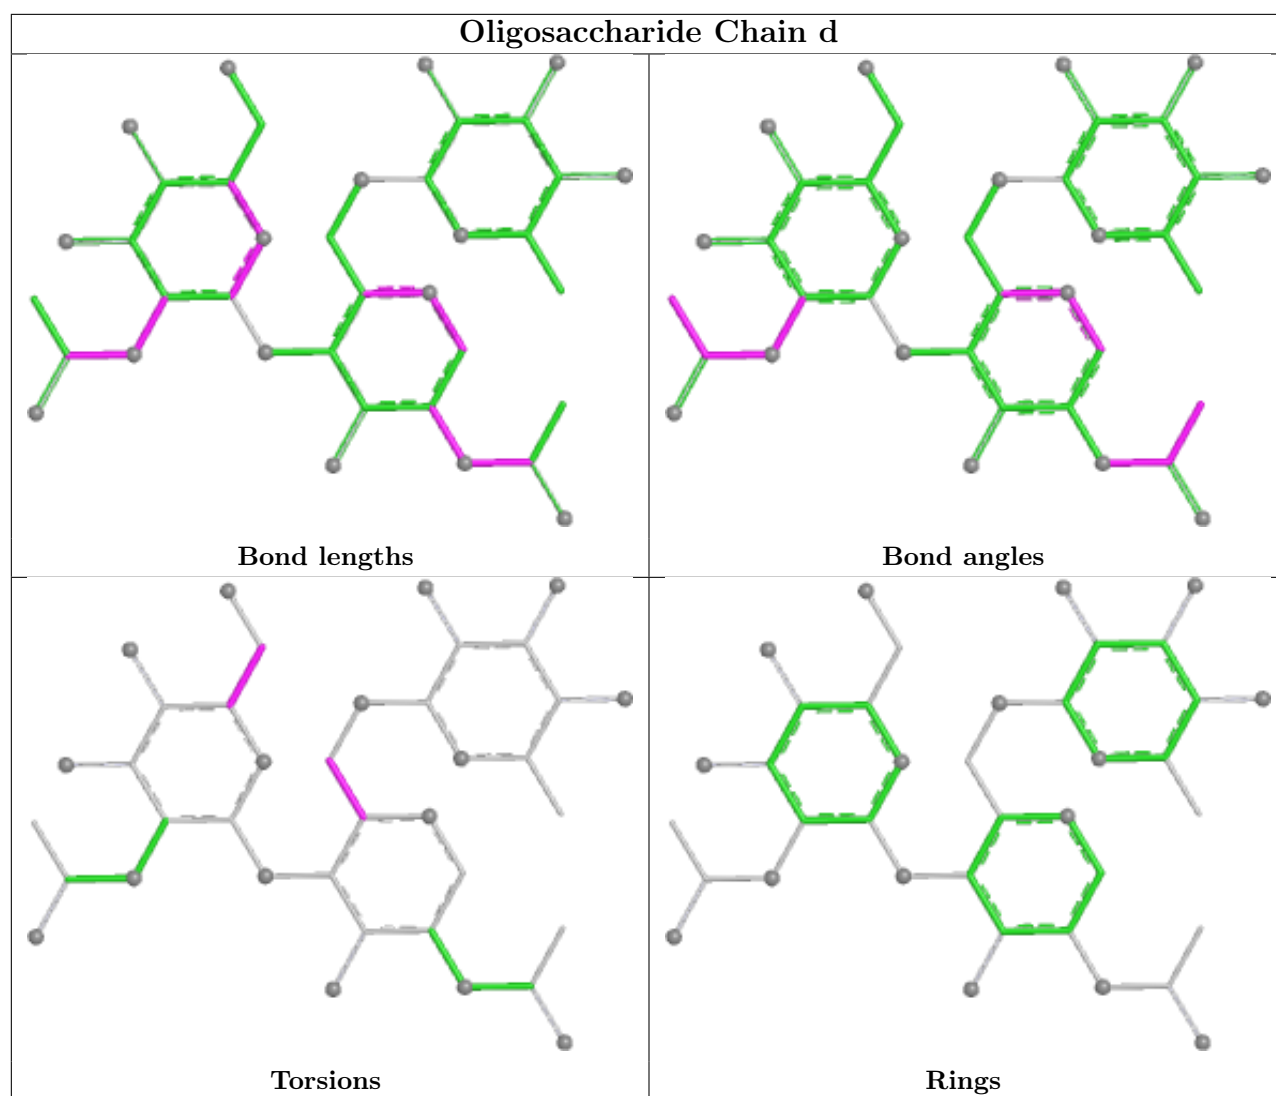 Oligosaccharide Chain d
Bond lengths
Bond angles
Torsions
Rings